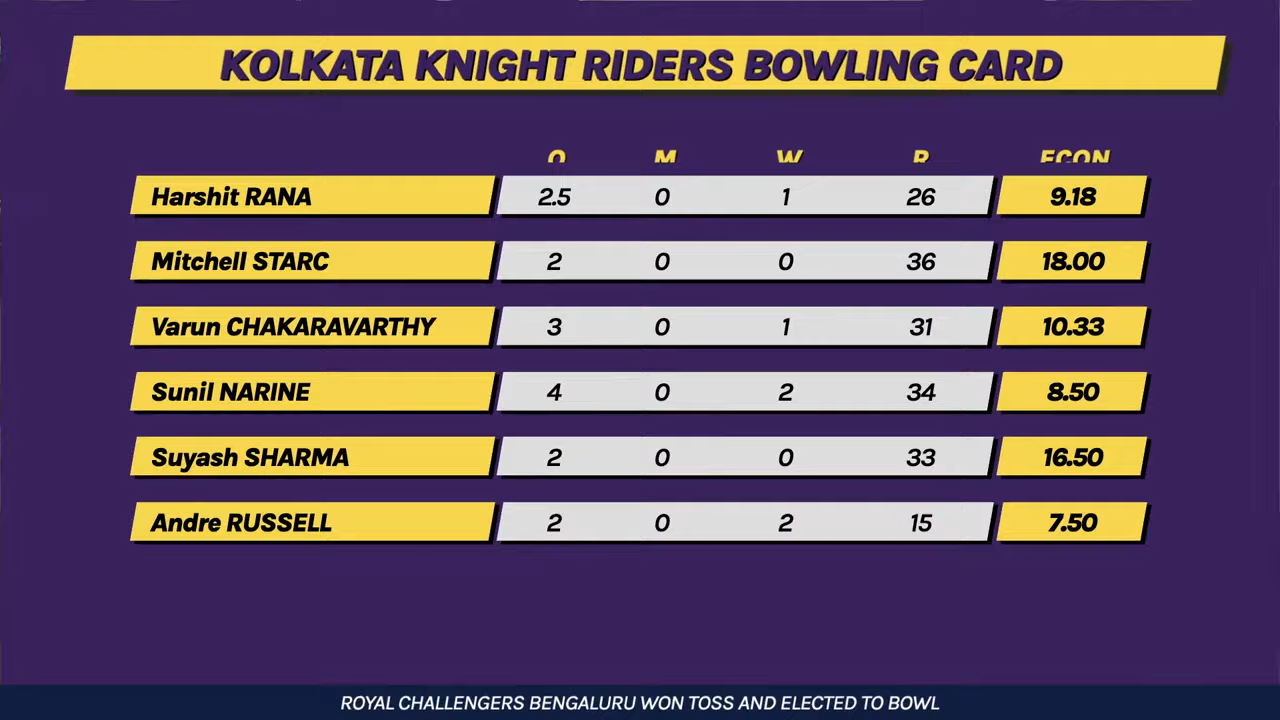 KOLKATA KNIGHT RIDERS BOWLING CARD
O M W R ECON
Harshit RANA 2.5 0 1 26 9.18
Mitchell STARC 2 0 0 36 18.00
Varun CHAKARAVARTHY 3 0 1 31 10.33
Sunil NARINE 4 0 2 34 8.50
Suyash SHARMA 2 0 0 33 16.50
Andre RUSSELL 2 0 2 15 7.50
ROYAL CHALLENGERS BENGALURU WON TOSS AND ELECTED TO BOWL